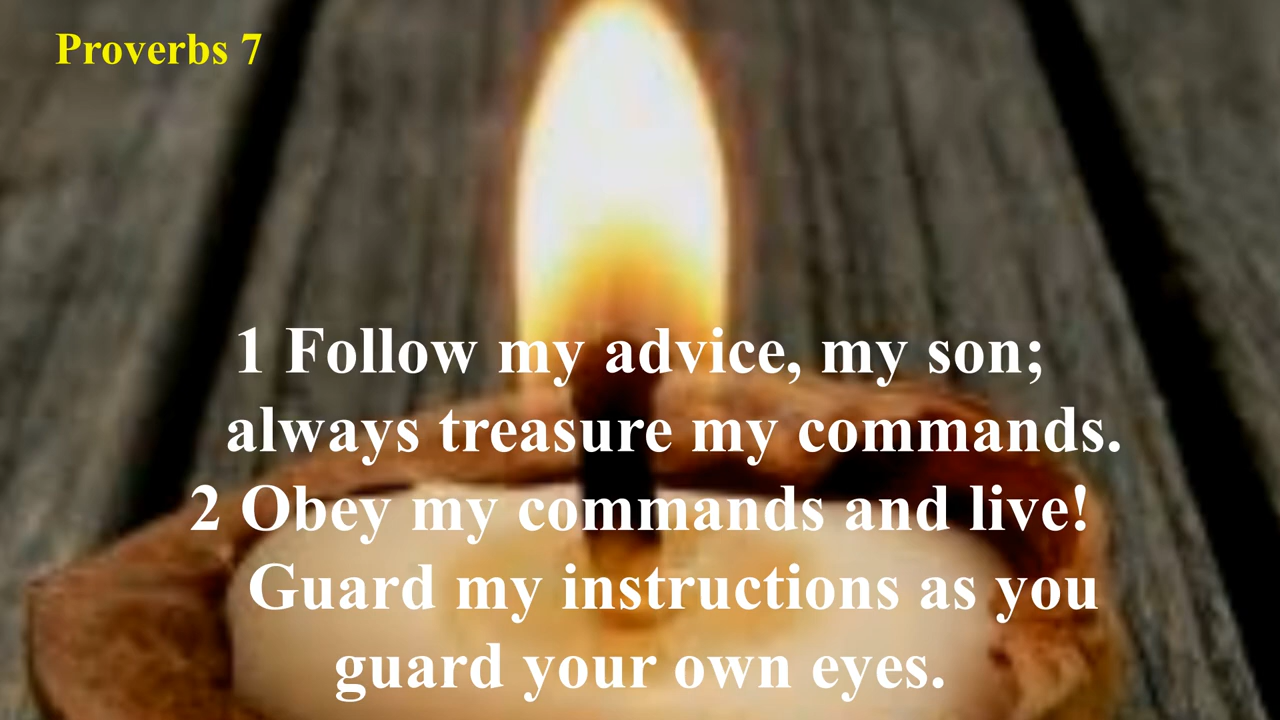 Proverbs 7
1 Follow my advice, my son;
always treasure my commands.
2 Obey my commands and live!
Guard my instructions as you
guard your own eyes.